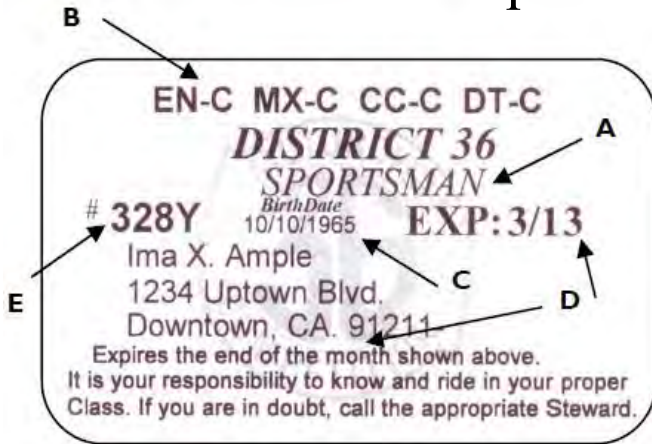 B
EN-C MX-C CC-C DT-C
DISTRICT 36
A
SPORTSMAN
# 328Y
BirthDate
10/10/1965
EXP: 3/13
E
Ima X. Ample
C
1234 Uptown Blvd.
D
Downtown, CA. 91211-
Expires the end of the month shown above.
It is your responsibility to know and ride in your proper
Class. If you are in doubt, call the appropriate Steward.